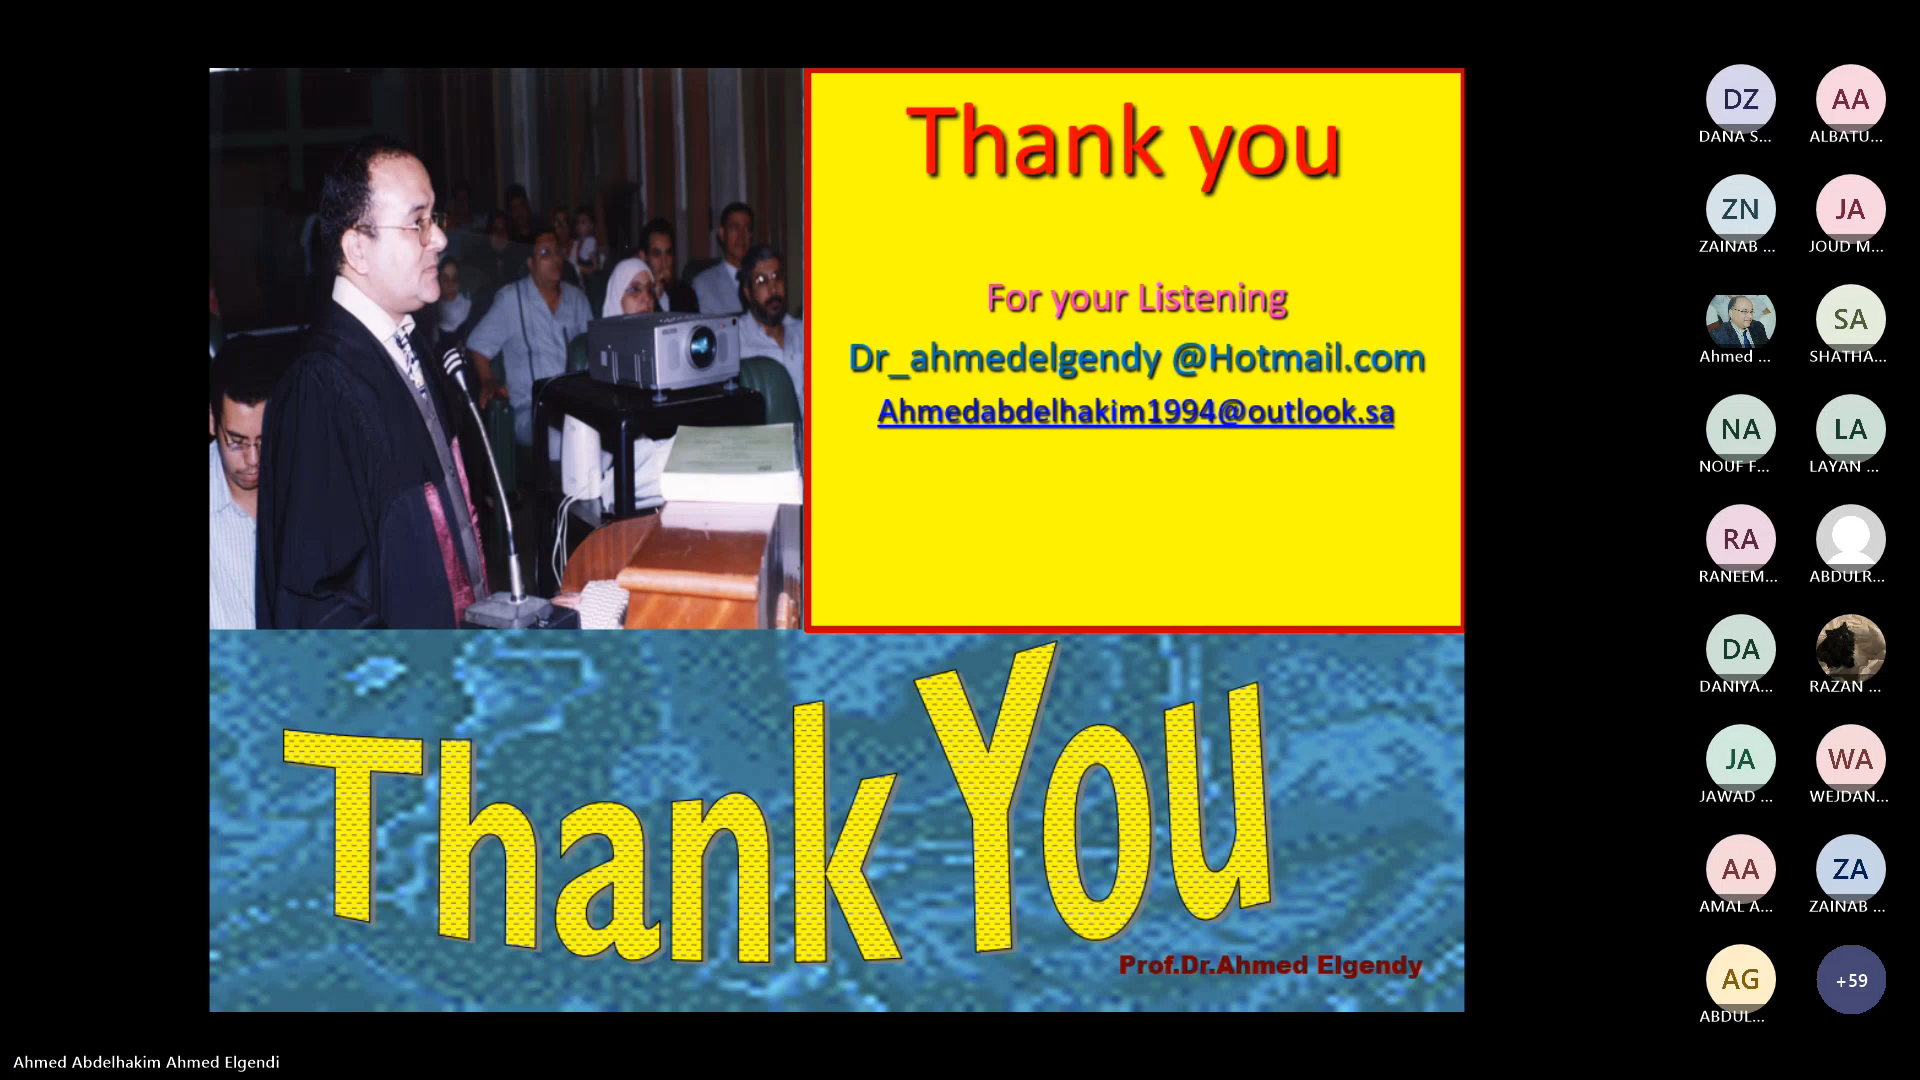 Thank you
For your Listening
Dr_ahmedelgendy @Hotmail.com
Ahmedabdelhakim1994@outlook.sa
Thank You
Prof.Dr.Ahmed Elgendy
DZ
DANA S...
AA
ALBATU...
ZN
ZAINAB ...
JA
JOUD M...
Ahmed ...
SA
SHATHA...
NA
NOUF F...
LA
LAYAN ...
RA
RANEEM...
ABDULR...
DA
DANIYA...
RAZAN ...
JA
JAWAD ...
WA
WEJDAN...
AA
AMAL A...
ZA
ZAINAB ...
AG
ABDUL...
+59
Ahmed Abdelhakim Ahmed Elgendi